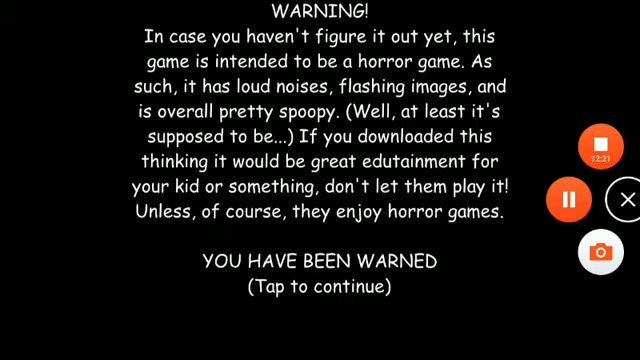 WARNING!
In case you haven't figure it out yet, this
game is intended to be a horror game. As
such, it has loud noises, flashing images, and
is overall pretty spoopy. (Well, at least it's
supposed to be...) If you downloaded this
thinking it would be great edutainment for
your kid or something, don't let them play it!
Unless, of course, they enjoy horror games.
YOU HAVE BEEN WARNED
(Tap to continue)
12:21